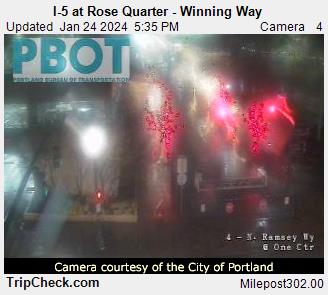 I-5 at Rose Quarter - Winning Way
Updated Jan 24 2024 5:35 PM Camera 4
PBOT
PORTLAND BUREAU OF TRANSPORTATION
4 - N. Ramsey Wy
@ One Ctr
Camera courtesy of the City of Portland
TripCheck.com Milepost302.00